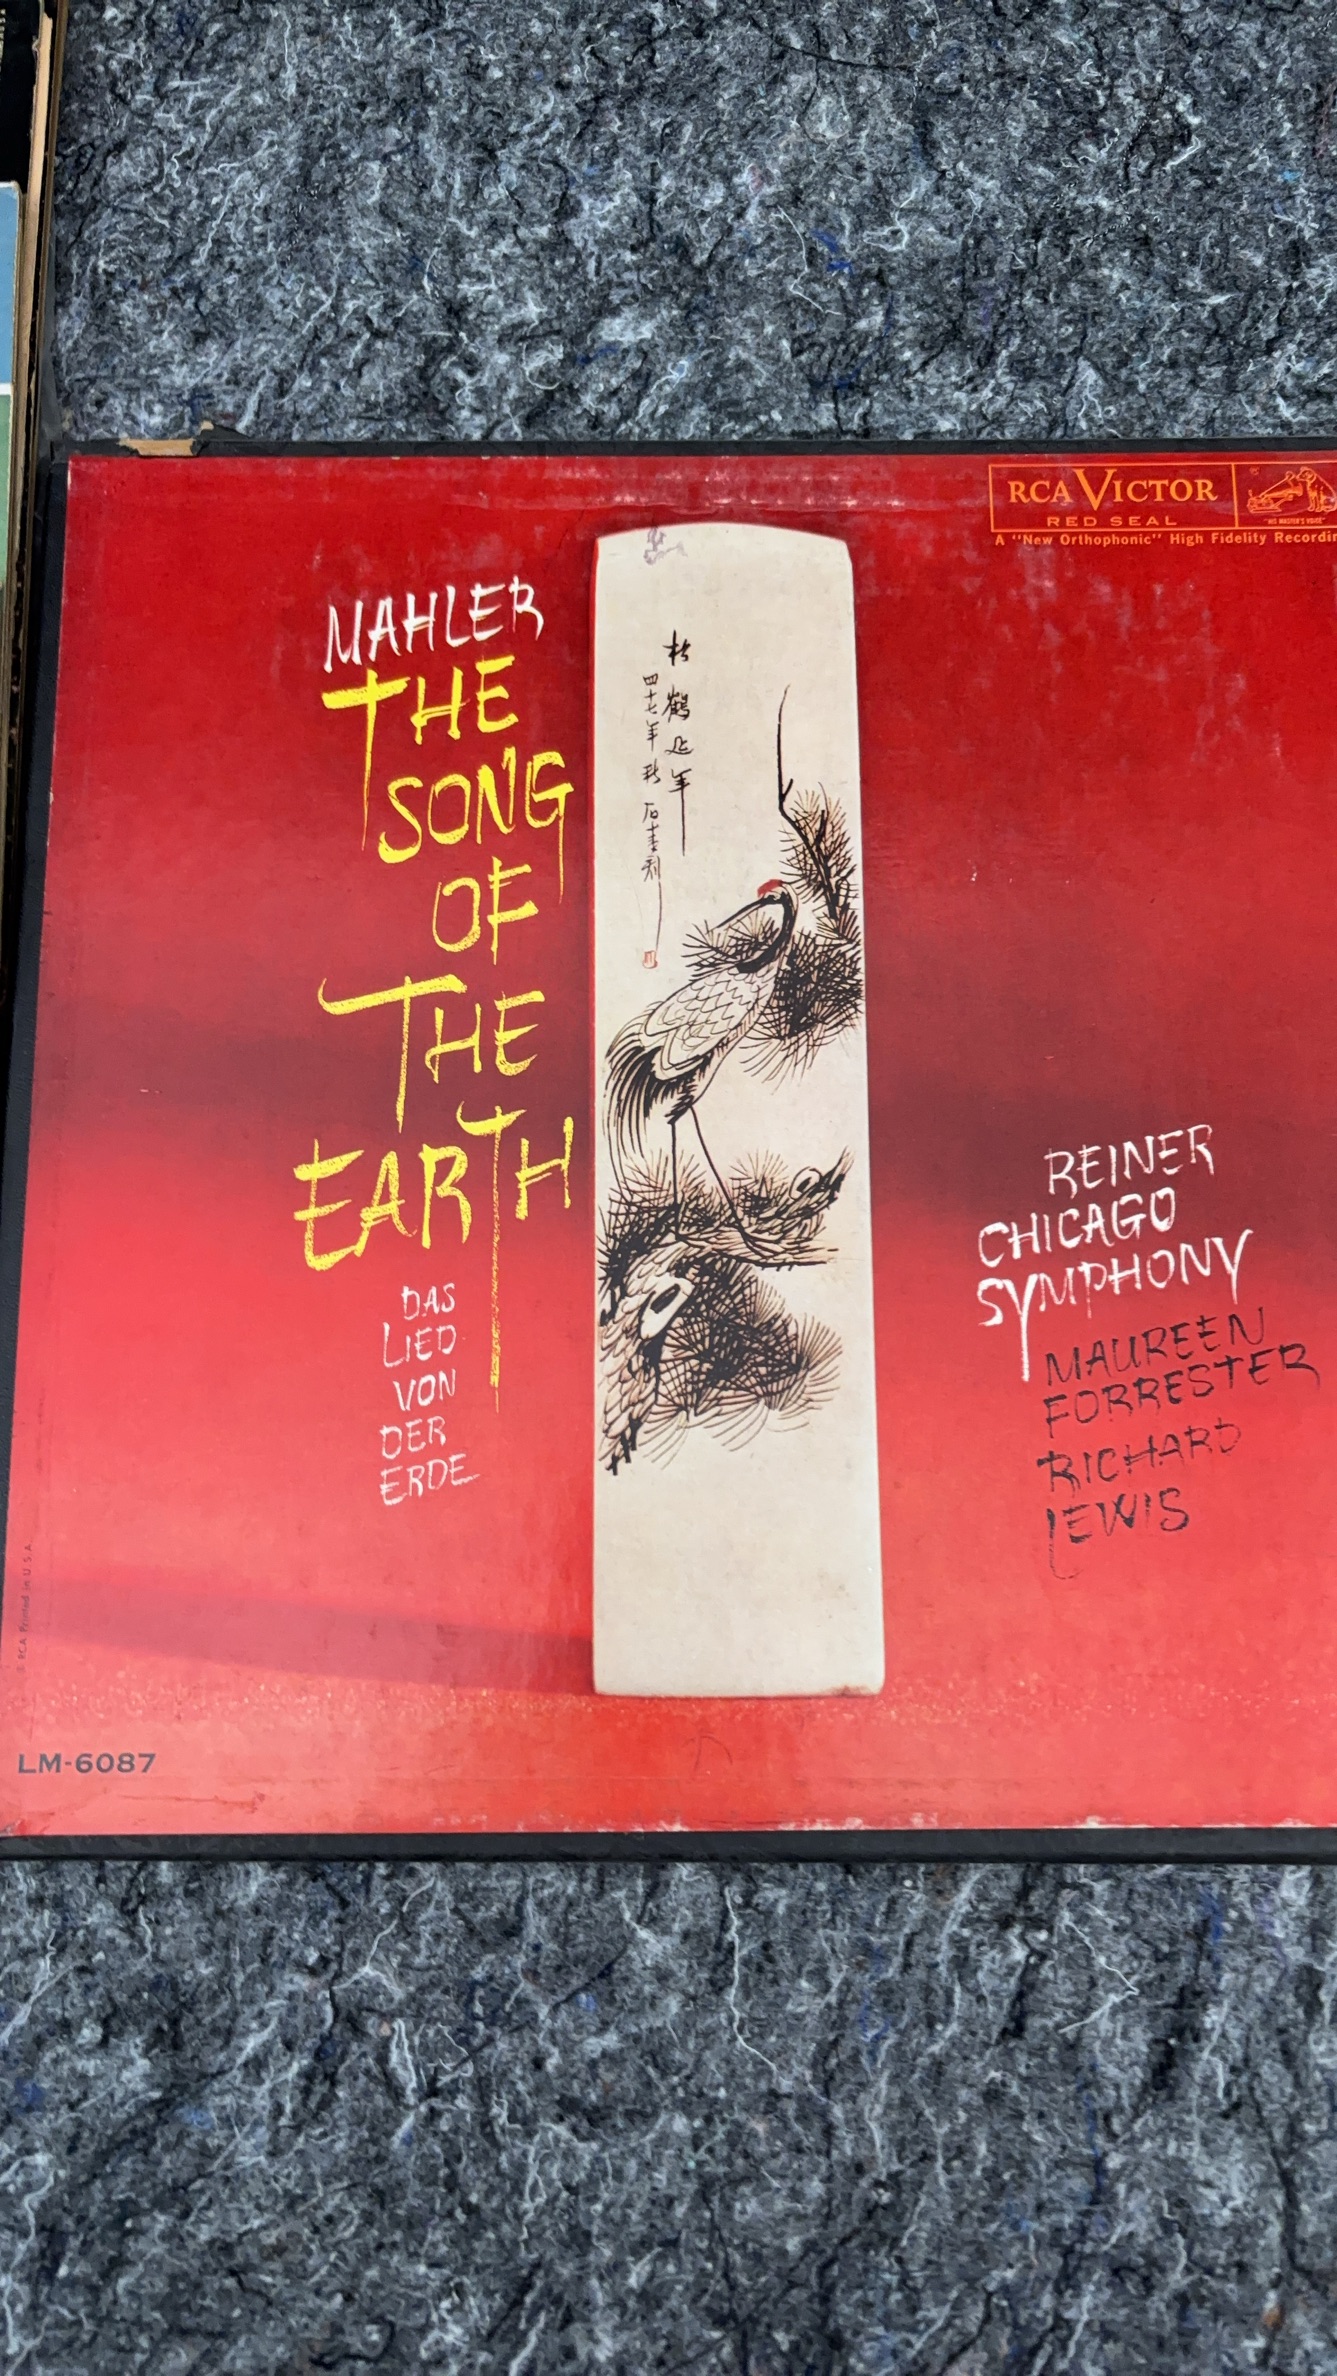 RCA VICTOR
RED SEAL
"HIS MASTER'S VOICE"
A "New Orthophonic" High Fidelity Recordin
MAHLER
THE
SONG
OF
THE
EARTH
DAS
LIED
VON
DER
ERDE
松鶴延年
四十七年秋
REINER
CHICAGO
SYMPHONY
MAUREEN
FORRESTER
RICHARD
LEWIS
© RCA Printed in U.S.A.
LM-6087